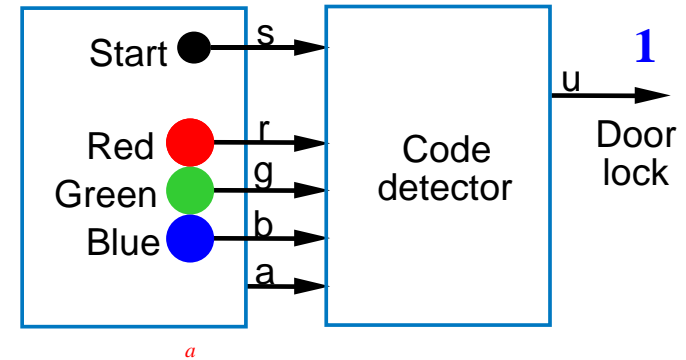 Start
s
Red
r
Green
g
Blue
b
a
Code
detector
u
1
Door
lock
a